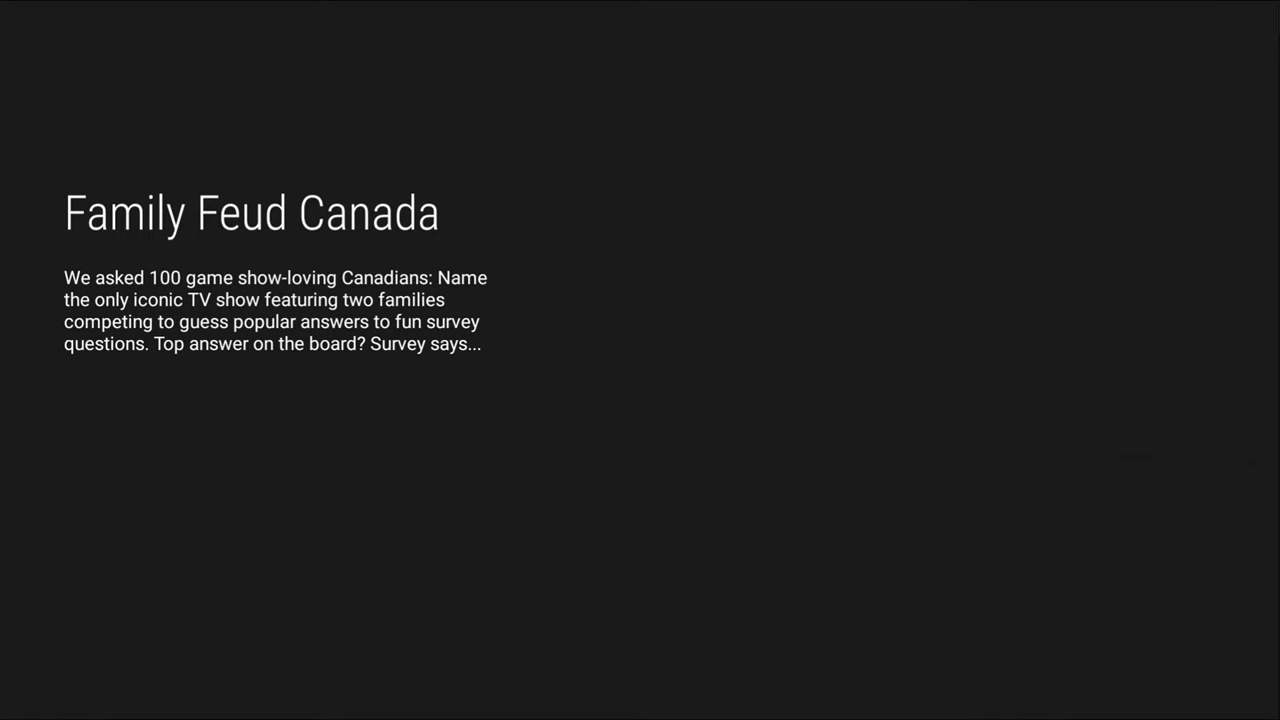 Family Feud Canada
We asked 100 game show-loving Canadians: Name
the only iconic TV show featuring two families
competing to guess popular answers to fun survey
questions. Top answer on the board? Survey says...